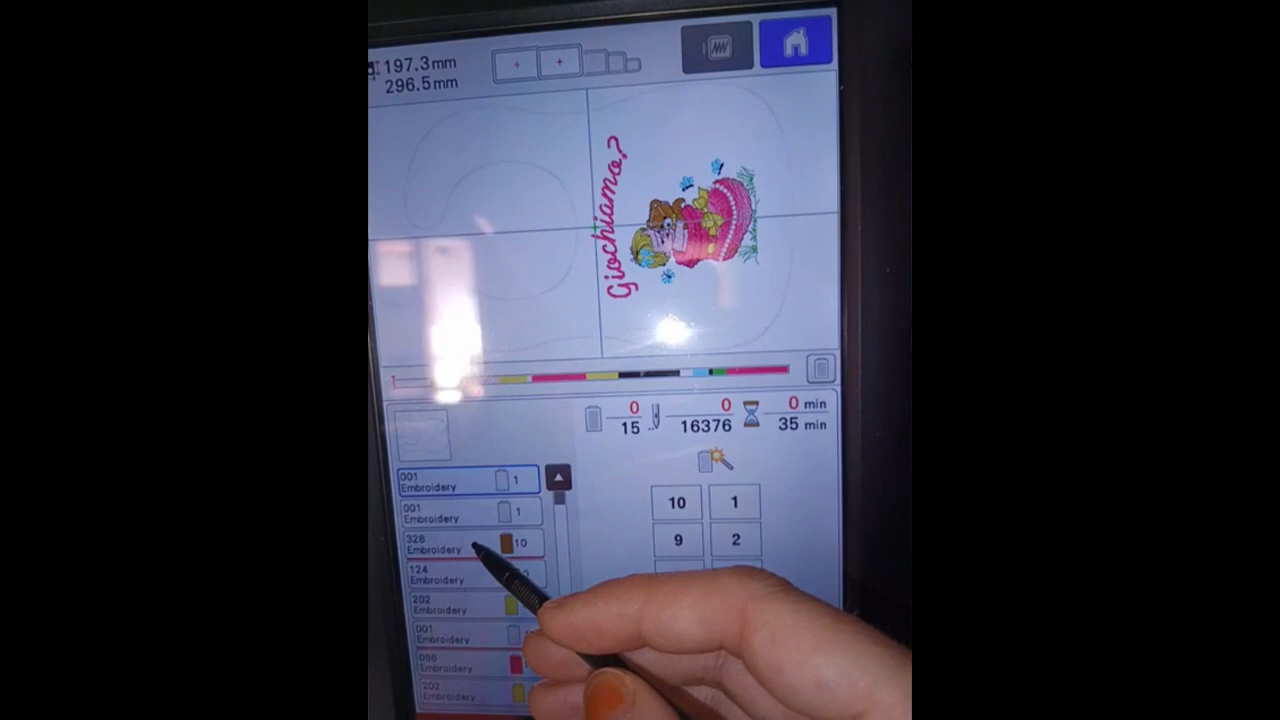 197.3mm
296.5mm
Giochiamo?
0
15
0
16376
0 min
35 min
001
Embroidery
1
001
Embroidery
1
328
Embroidery
10
124
Embroidery
202
Embroidery
001
Embroidery
086
Embroidery
202
Embroidery
10
1
9
2